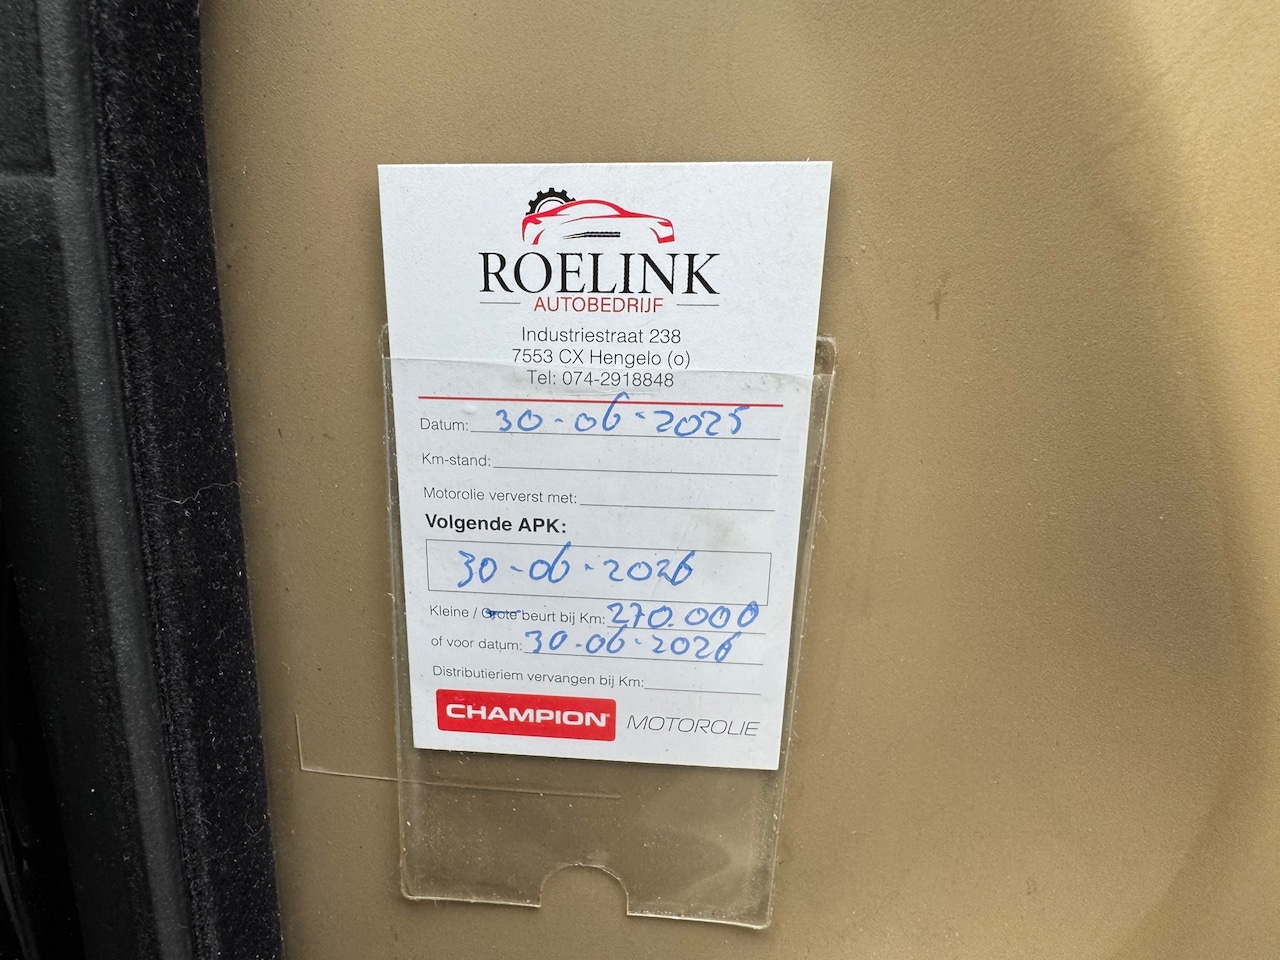 ROELINK
AUTOBEDRIJF
Industriestraat 238
7553 CX Hengelo (o)
Tel: 074-2918848
Datum: 30-06-2025
Km-stand:
Motorolie ververst met:
Volgende APK:
30-06-2026
Kleine / Grote beurt bij Km: 270.000
of voor datum: 30-06-2026
Distributieriem vervangen bij Km:
CHAMPION® MOTOROLIE